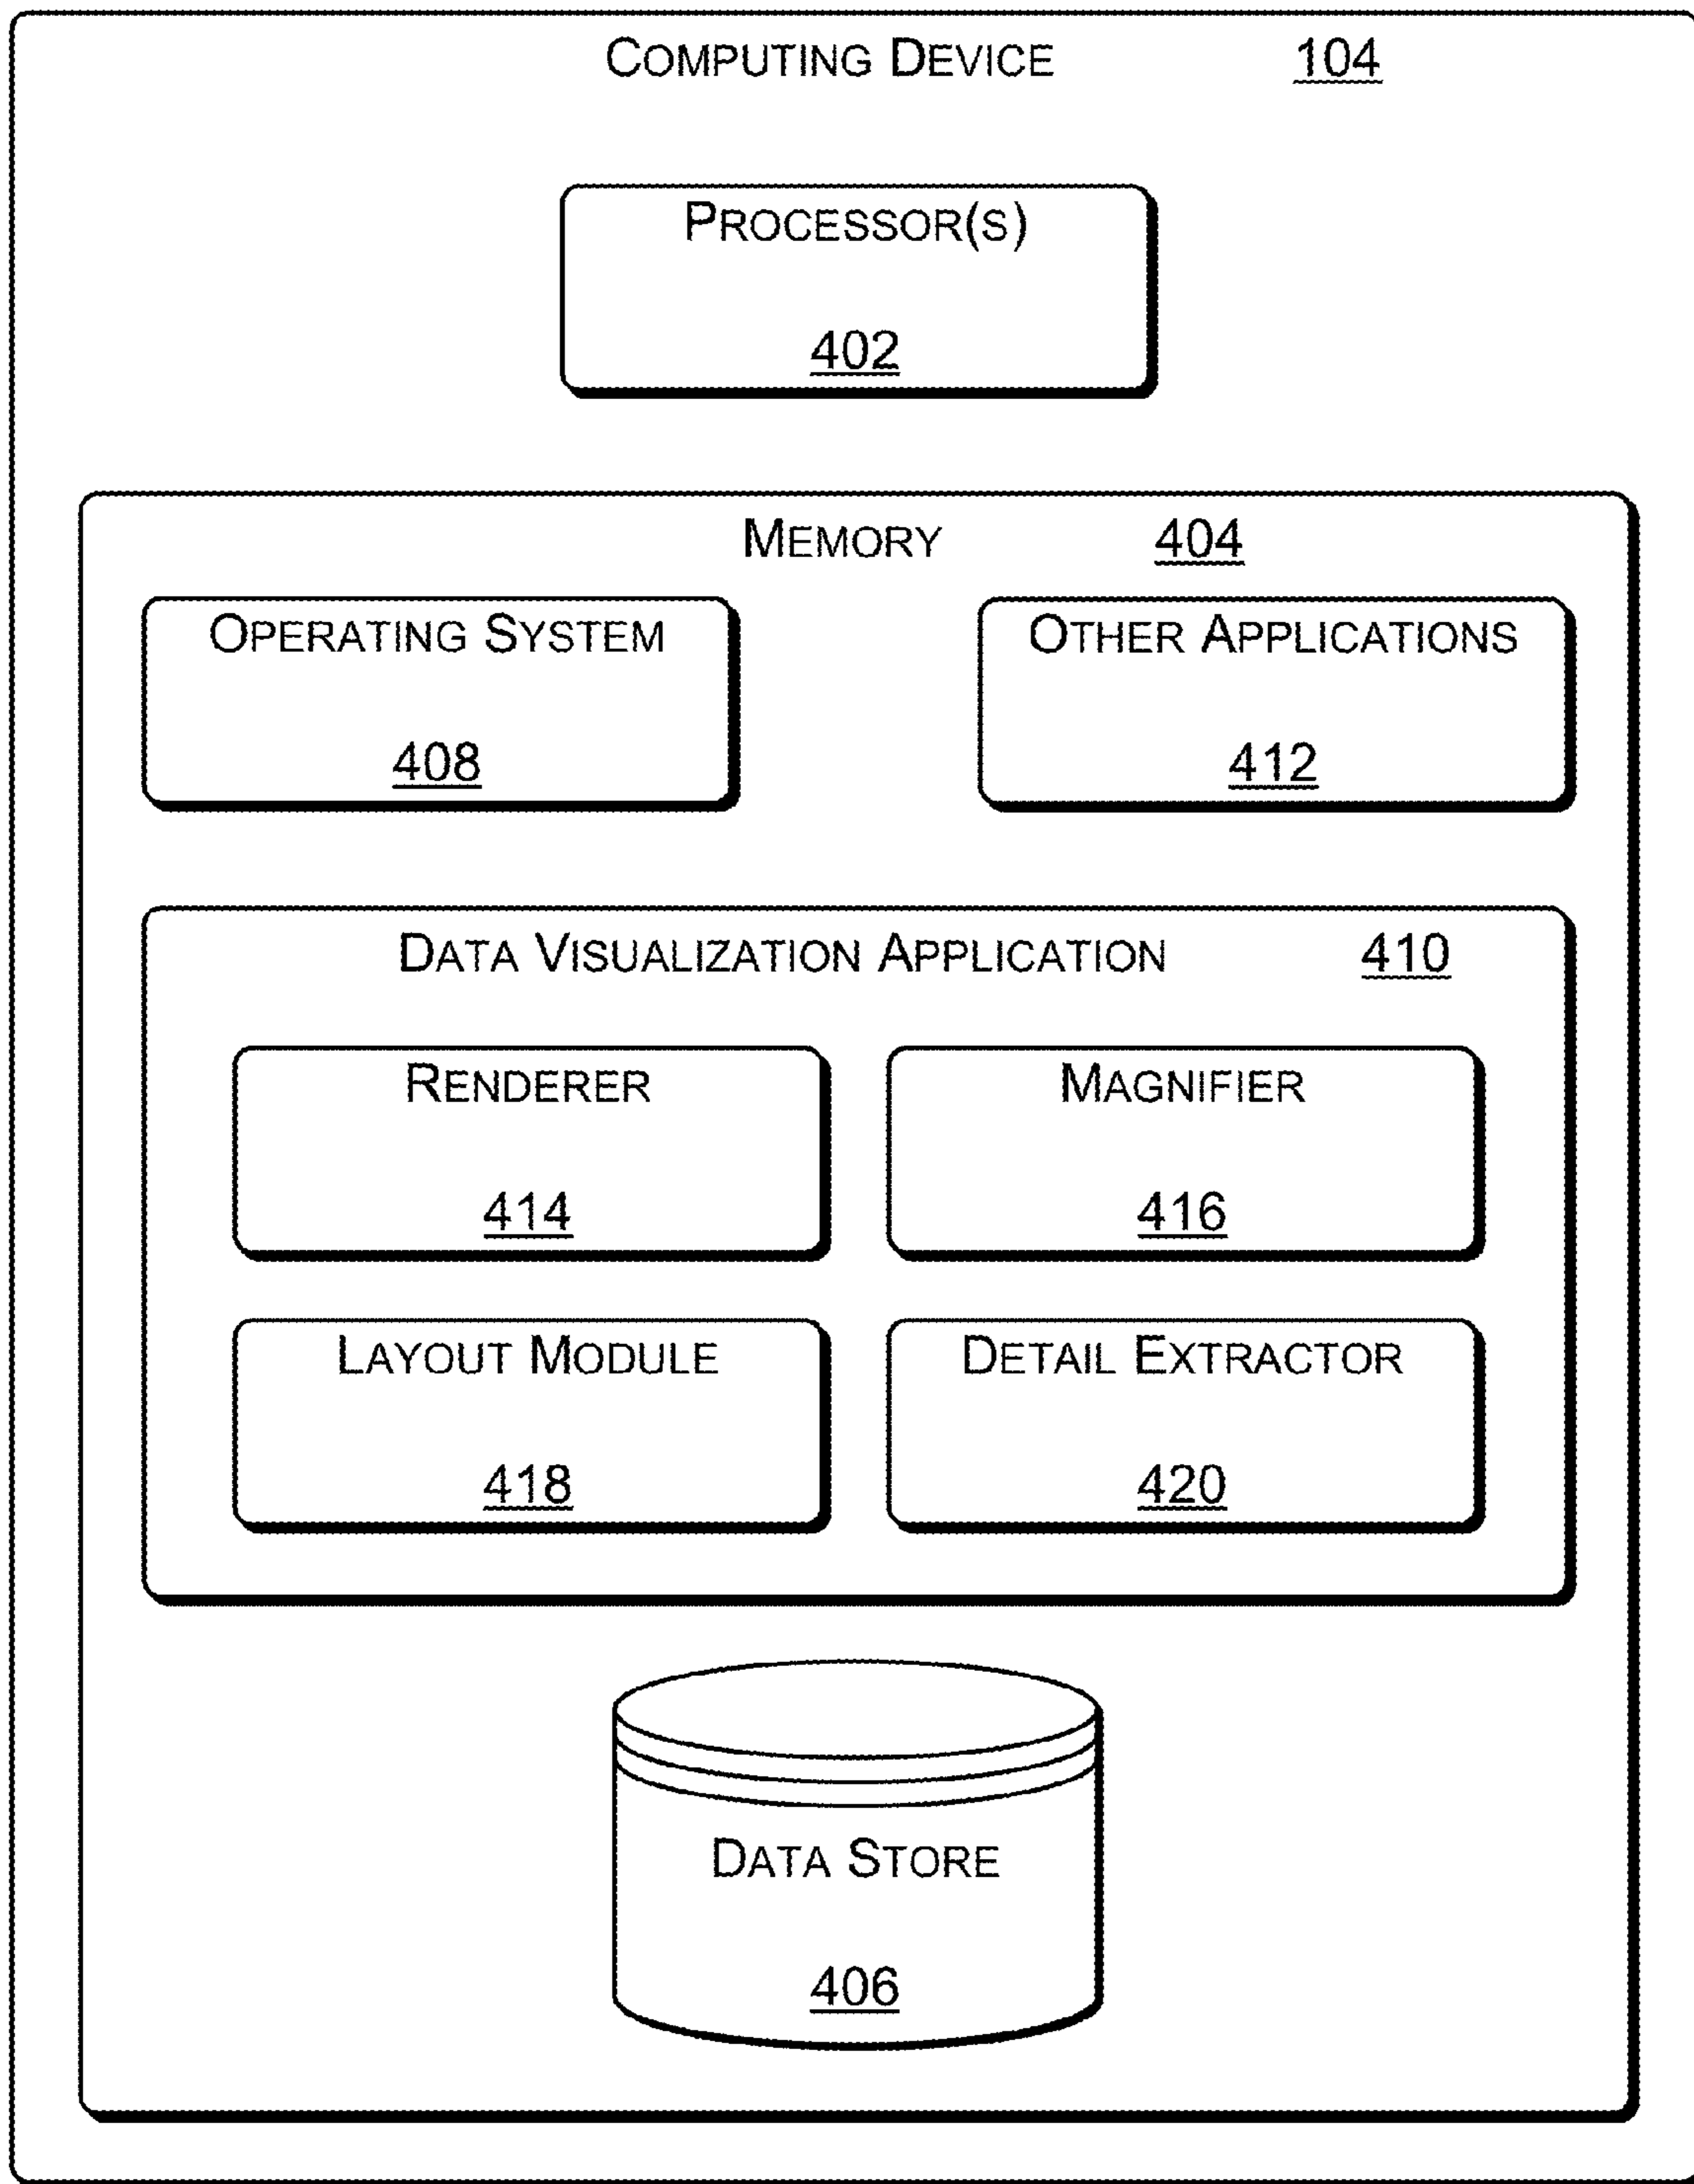 COMPUTING DEVICE 104
PROCESSOR(S)
402
MEMORY 404
OPERATING SYSTEM
408
OTHER APPLICATIONS
412
DATA VISUALIZATION APPLICATION 410
RENDERER
414
MAGNIFIER
416
LAYOUT MODULE
418
DETAIL EXTRACTOR
420
DATA STORE
406